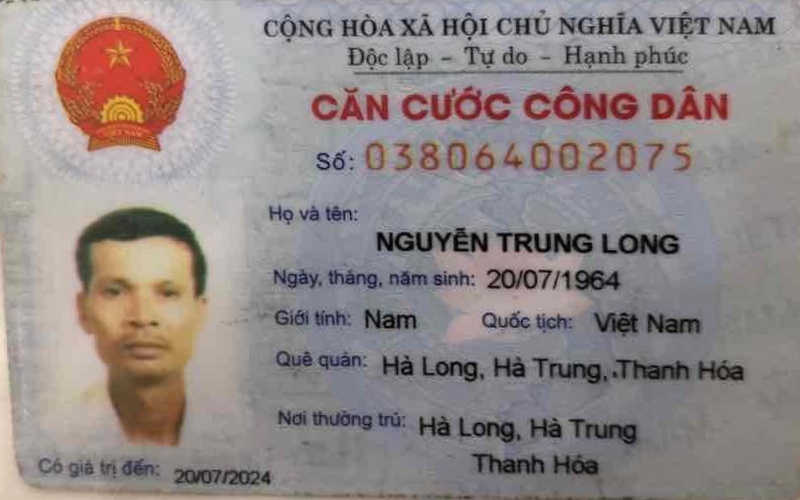 CỘNG HÒA XÃ HỘI CHỦ NGHĨA VIỆT NAM
Độc lập – Tự do – Hạnh phúc
CĂN CƯỚC CÔNG DÂN
Số: 038064002075
Họ và tên:
NGUYỄN TRUNG LONG
Ngày, tháng, năm sinh: 20/07/1964
Giới tính: Nam Quốc tịch: Việt Nam
Quê quán: Hà Long, Hà Trung, Thanh Hóa
Nơi thường trú: Hà Long, Hà Trung
Thanh Hóa
Có giá trị đến: 20/07/2024
VIỆT NAM